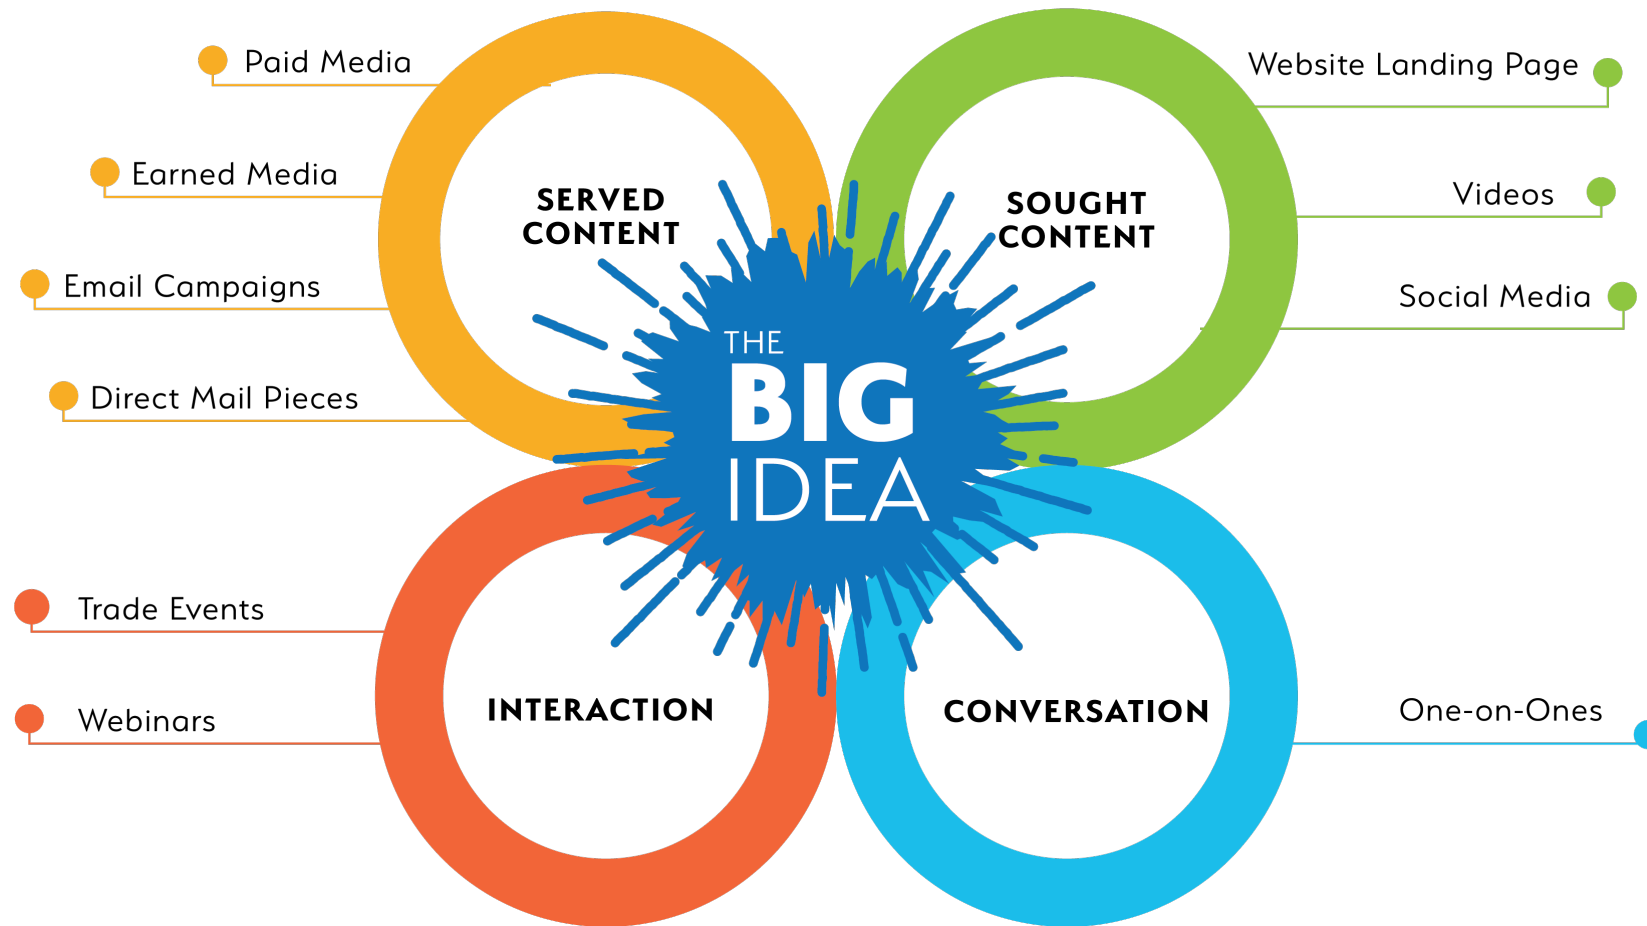 Paid Media
Earned Media
Email Campaigns
Direct Mail Pieces
SERVED
CONTENT
SOUGHT
CONTENT
Website Landing Page
Videos
Social Media
THE
BIG
IDEA
Trade Events
Webinars
INTERACTION
CONVERSATION
One-on-Ones